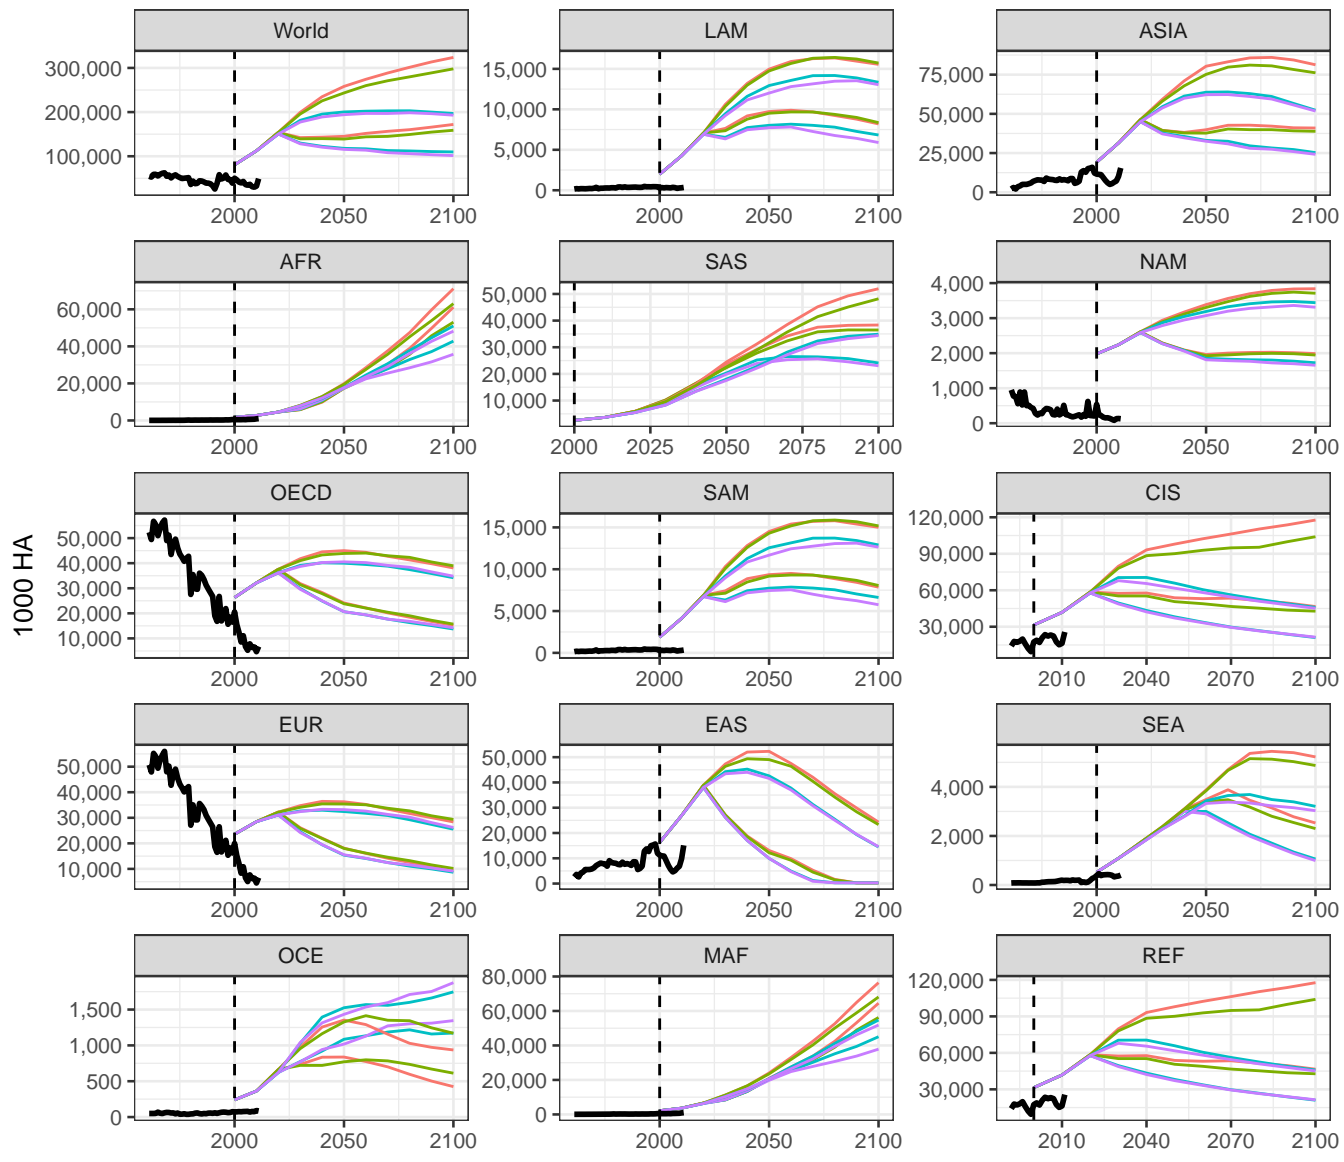 World LAM ASIA
300,000 15,000 75,000
200,000 10,000 50,000
100,000 5,000 25,000
0 0
2000 2050 2100 2000 2050 2100 2000 2050 2100
AFR SAS NAM
60,000 50,000 4,000
40,000 40,000 3,000
20,000 30,000 2,000
0 20,000 1,000
10,000 0
2000 2050 2100 2000 2025 2050 2075 2100 2000 2050 2100
OECD SAM CIS
50,000 15,000 120,000
40,000 10,000 90,000
30,000 5,000 60,000
20,000 0 30,000
10,000
2000 2050 2100 2000 2050 2100 2010 2040 2070 2100
1000 HA
EUR EAS SEA
50,000 50,000 4,000
40,000 40,000 2,000
30,000 30,000 0
20,000 20,000
10,000 10,000
0
2000 2050 2100 2000 2050 2100 2000 2050 2100
OCE MAF REF
1,500 80,000 120,000
1,000 60,000 90,000
500 40,000 60,000
0 20,000 30,000
0
2000 2050 2100 2000 2050 2100 2010 2040 2070 2100